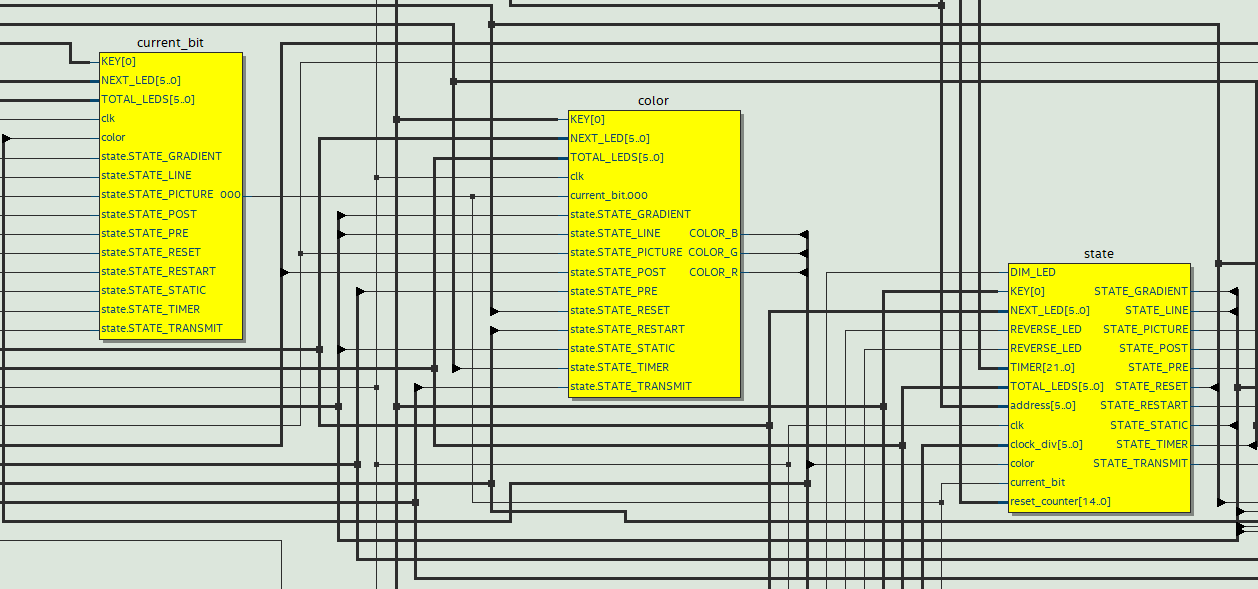 current_bit
KEY[0]
NEXT_LED[5..0]
TOTAL_LEDS[5..0]
clk
color
state.STATE_GRADIENT
state.STATE_LINE
state.STATE_PICTURE 000
state.STATE_POST
state.STATE_PRE
state.STATE_RESET
state.STATE_RESTART
state.STATE_STATIC
state.STATE_TIMER
state.STATE_TRANSMIT
color
KEY[0]
NEXT_LED[5..0]
TOTAL_LEDS[5..0]
clk
current_bit.000
state.STATE_GRADIENT
state.STATE_LINE COLOR_B
state.STATE_PICTURE COLOR_G
state.STATE_POST COLOR_R
state.STATE_PRE
state.STATE_RESET
state.STATE_RESTART
state.STATE_STATIC
state.STATE_TIMER
state.STATE_TRANSMIT
state
DIM_LED
KEY[0] STATE_GRADIENT
NEXT_LED[5..0] STATE_LINE
REVERSE_LED STATE_PICTURE
REVERSE_LED STATE_POST
TIMER[21..0] STATE_PRE
TOTAL_LEDS[5..0] STATE_RESET
address[5..0] STATE_RESTART
clk STATE_STATIC
clock_div[5..0] STATE_TIMER
color STATE_TRANSMIT
current_bit
reset_counter[14..0]